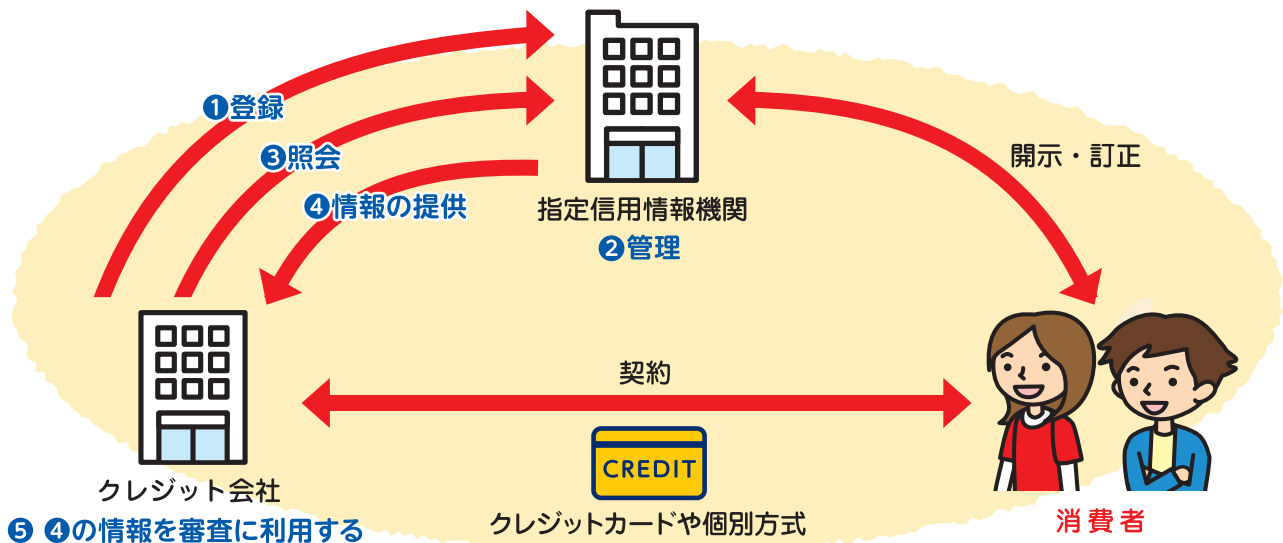 ❶登録
❸照会
❹情報の提供
開示・訂正
指定信用情報機関
❷管理
契約
CREDIT
クレジットカードや個別方式
クレジット会社
❺ ❹の情報を審査に利用する
消費者